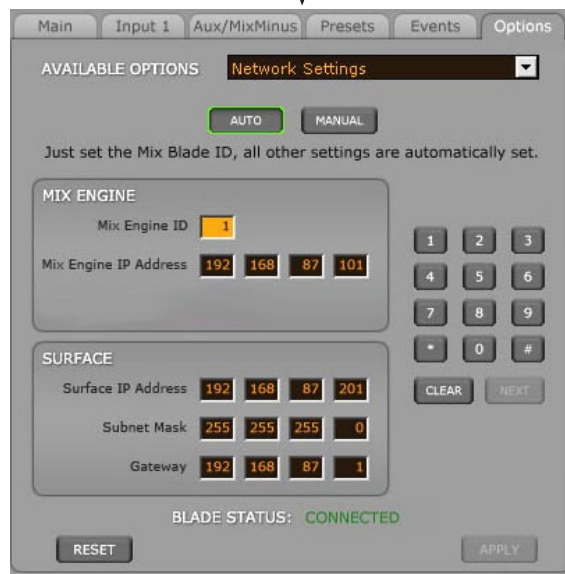 Main Input 1 Aux/MixMinus Presets Events Options
AVAILABLE OPTIONS Network Settings
AUTO MANUAL
Just set the Mix Blade ID, all other settings are automatically set.
MIX ENGINE
Mix Engine ID 1
Mix Engine IP Address 192 168 87 101
1 2 3
4 5 6
7 8 9
* 0 #
CLEAR NEXT
SURFACE
Surface IP Address 192 168 87 201
Subnet Mask 255 255 255 0
Gateway 192 168 87 1
BLADE STATUS: CONNECTED
RESET APPLY